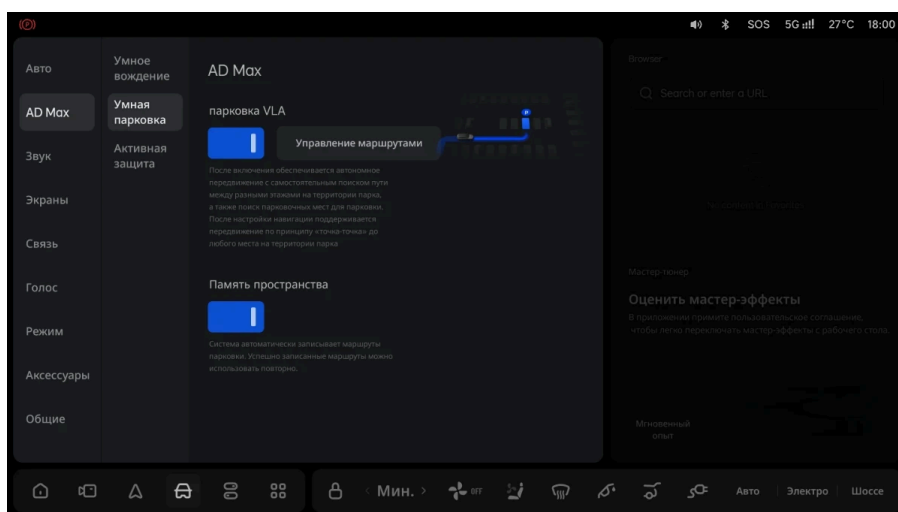 SOS 5G 27°C 18:00
Авто
AD Max
Звук
Экраны
Связь
Голос
Режим
Аксессуары
Общие
Умное
вождение
Умная
парковка
Активная
защита
AD Max
парковка VLA
Управление маршрутами
После включения обеспечивается автономное
передвижение с самостоятельным поиском пути
между разными этажами на территории парка,
а также поиск парковочных мест для парковки.
После настройки навигации поддерживается
передвижение по принципу «точка-точка» до
любого места на территории парка
Память пространства
Система автоматически записывает маршруты
парковки. Успешно записанные маршруты можно
использовать повторно.
Browser
Search or enter a URL
Мастер-тюнер
Оценить мастер-эффекты
В приложении примите пользовательское соглашение,
чтобы легко переключать мастер-эффекты с рабочего стола.
Мгновенный
опыт
< Мин. > OFF Авто Электро Шоссе